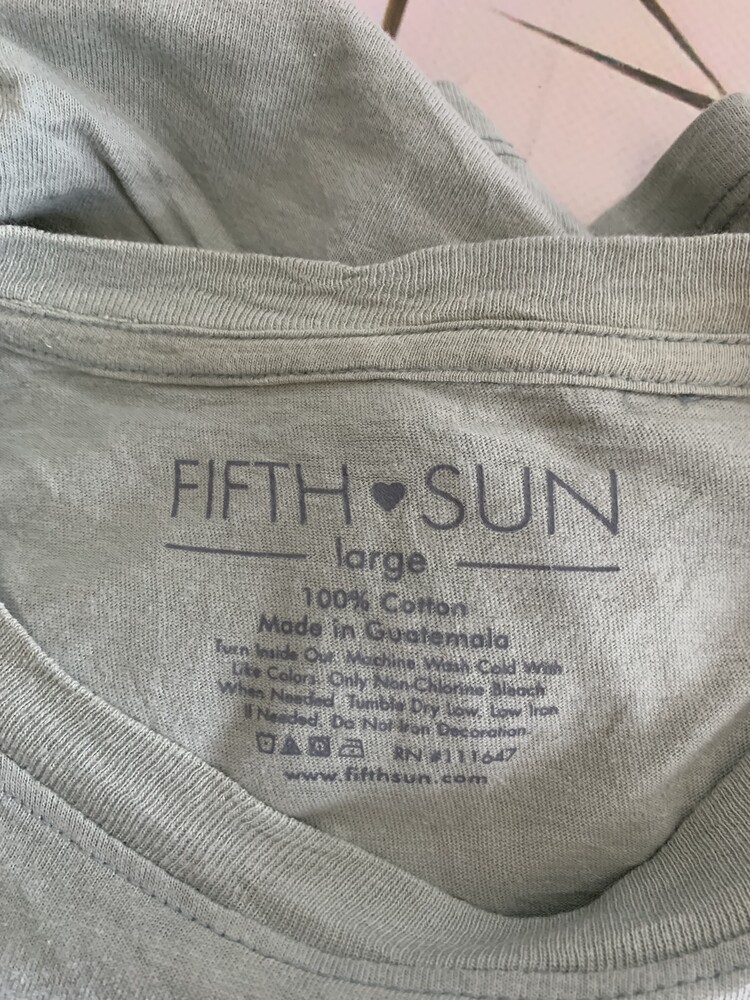 FIFTH ♥ SUN
large
100% Cotton
Made in Guatemala
Turn Inside Out. Machine Wash Cold With
Like Colors. Only Non-Chlorine Bleach
When Needed. Tumble Dry Low, Low Iron
If Needed. Do Not Iron Decoration.
RN #111647
www.fifthsun.com